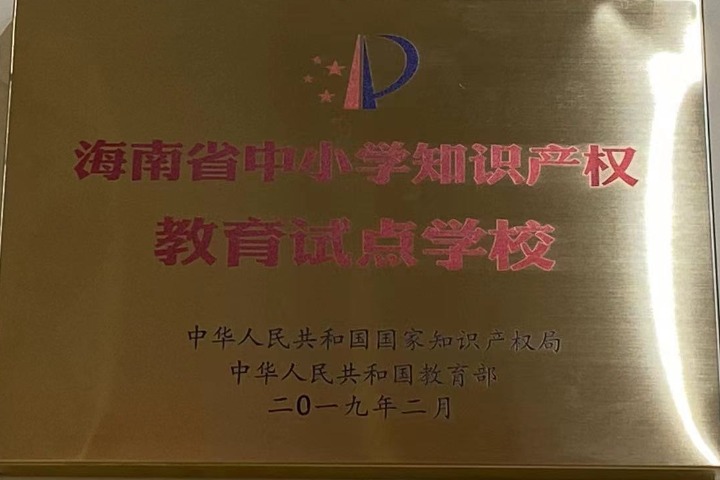 海南省中小学知识产权
教育试点学校
中华人民共和国国家知识产权局
中华人民共和国教育部
二0一九年二月